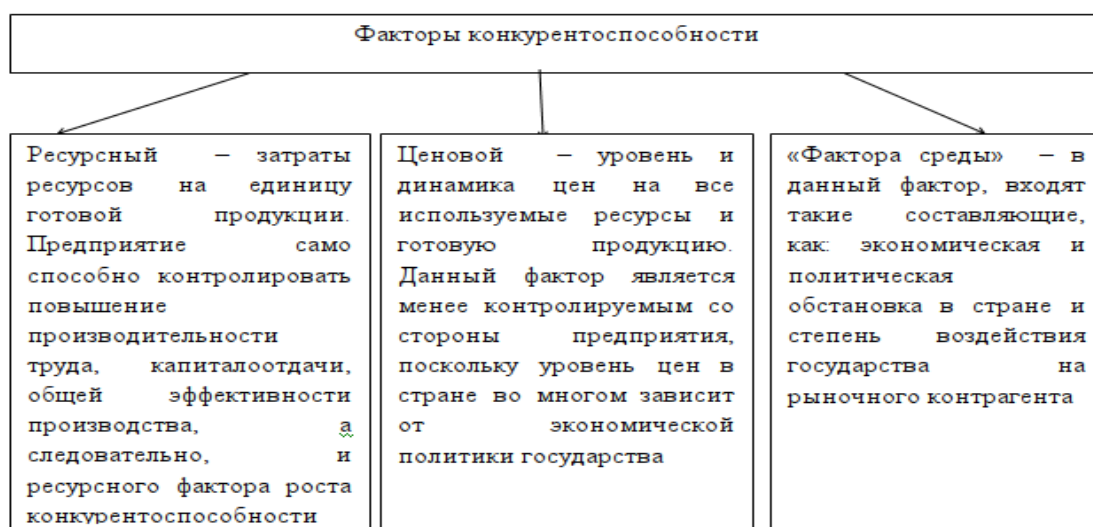 Факторы конкурентоспособности
Ресурсный – затраты
ресурсов на единицу
готовой продукции.
Предприятие само
способно контролировать
повышение
производительности
труда, капиталоотдачи,
общей эффективности
производства, а
следовательно, и
ресурсного фактора роста
конкурентоспособности
Ценовой – уровень и
динамика цен на все
используемые ресурсы и
готовую продукцию.
Данный фактор является
менее контролируемым со
стороны предприятия,
поскольку уровень цен в
стране во многом зависит
от экономической
политики государства
«Фактора среды» – в
данный фактор, входят
такие составляющие,
как: экономическая и
политическая
обстановка в стране и
степень воздействия
государства на
рыночного контрагента